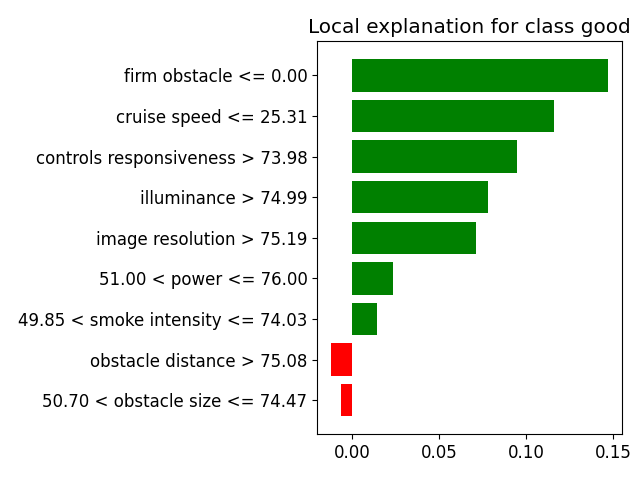 Local explanation for class good
firm obstacle <= 0.00
cruise speed <= 25.31
controls responsiveness > 73.98
illuminance > 74.99
image resolution > 75.19
51.00 < power <= 76.00
49.85 < smoke intensity <= 74.03
obstacle distance > 75.08
50.70 < obstacle size <= 74.47
0.00 0.05 0.10 0.15